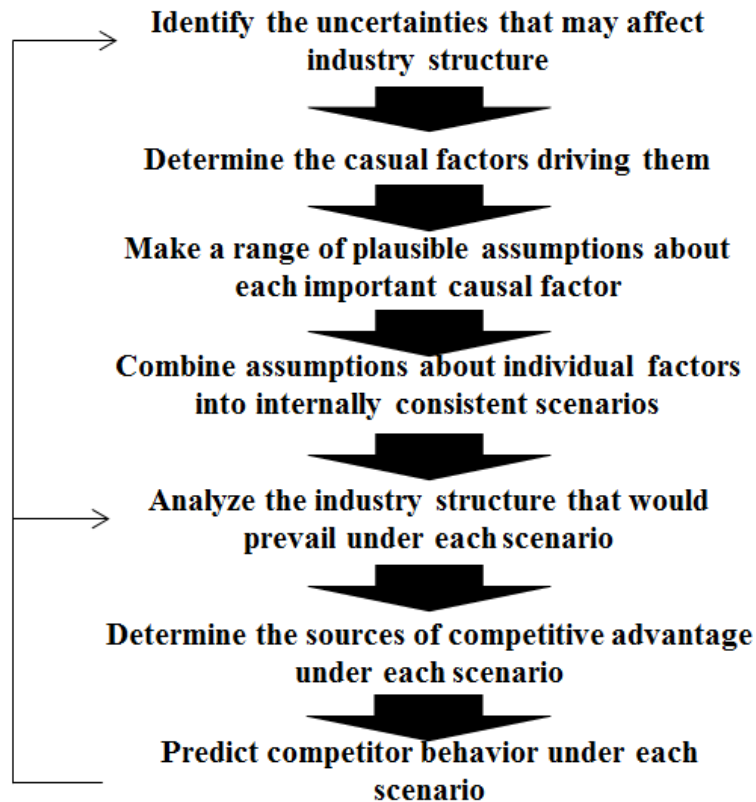 Identify the uncertainties that may affect
industry structure
Determine the casual factors driving them
Make a range of plausible assumptions about
each important causal factor
Combine assumptions about individual factors
into internally consistent scenarios
Analyze the industry structure that would
prevail under each scenario
Determine the sources of competitive advantage
under each scenario
Predict competitor behavior under each
scenario